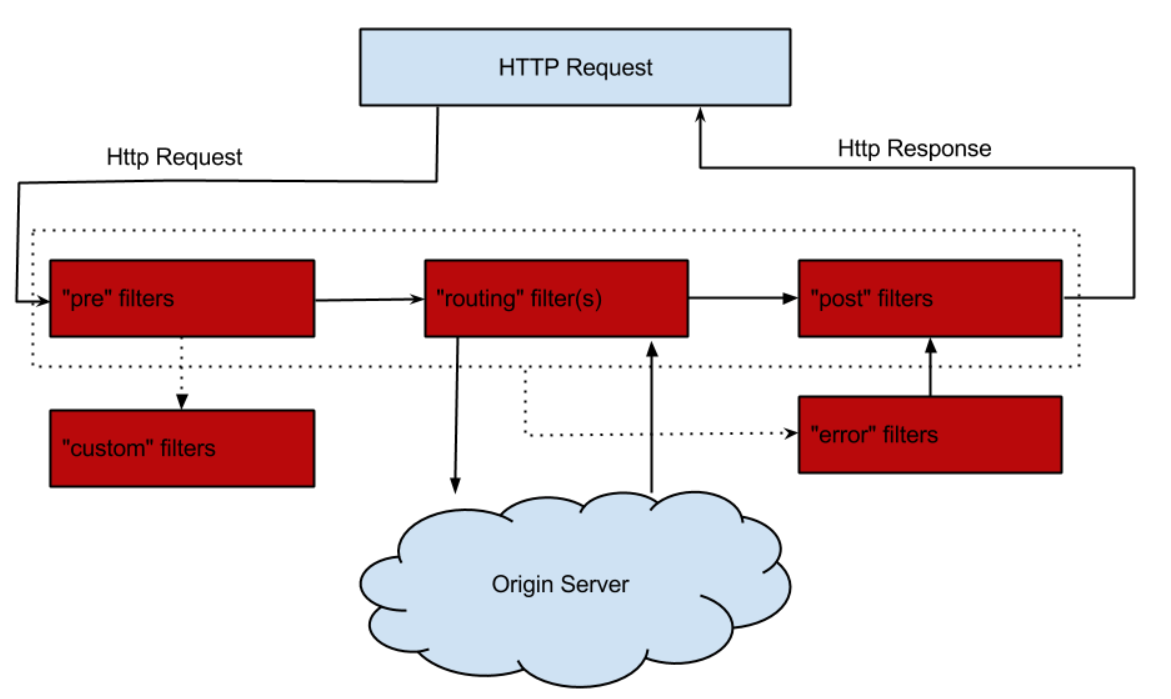 HTTP Request
Http Request
Http Response
"pre" filters
"routing" filter(s)
"post" filters
"custom" filters
"error" filters
Origin Server